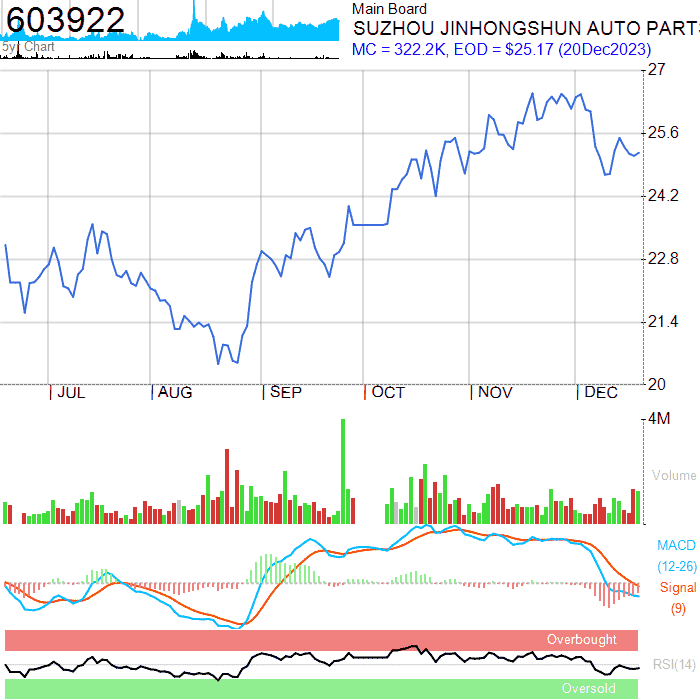 603922
5yr Chart
Main Board
SUZHOU JINHONGSHUN AUTO PARTS
MC = 322.2K, EOD = $25.17 (20Dec2023)
27
25.6
24.2
22.8
21.4
20
JUL
AUG
SEP
OCT
NOV
DEC
4M
Volume
MACD
(12-26)
Signal
(9)
Overbought
RSI(14)
Oversold